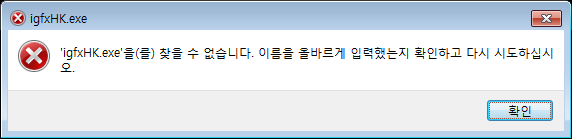 igfxHK.exe
'igfxHK.exe'을(를) 찾을 수 없습니다. 이름을 올바르게 입력했는지 확인하고 다시 시도하십시
오.
확인